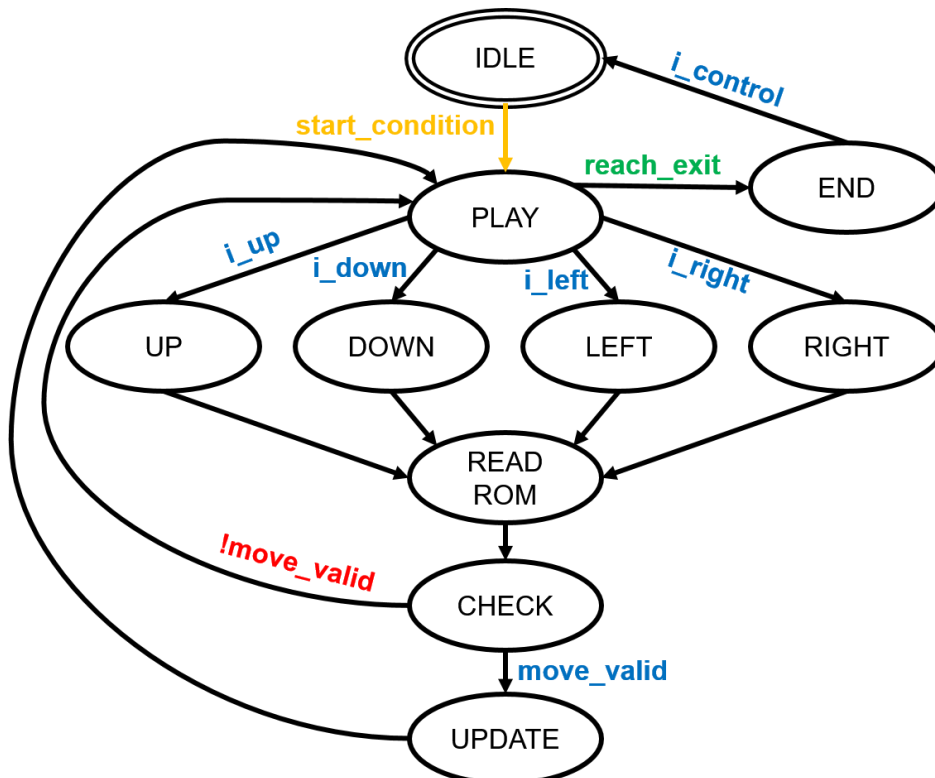 IDLE
i_control
start_condition
reach_exit
END
PLAY
i_up
i_down
i_left
i_right
UP
DOWN
LEFT
RIGHT
READ
ROM
!move_valid
CHECK
move_valid
UPDATE